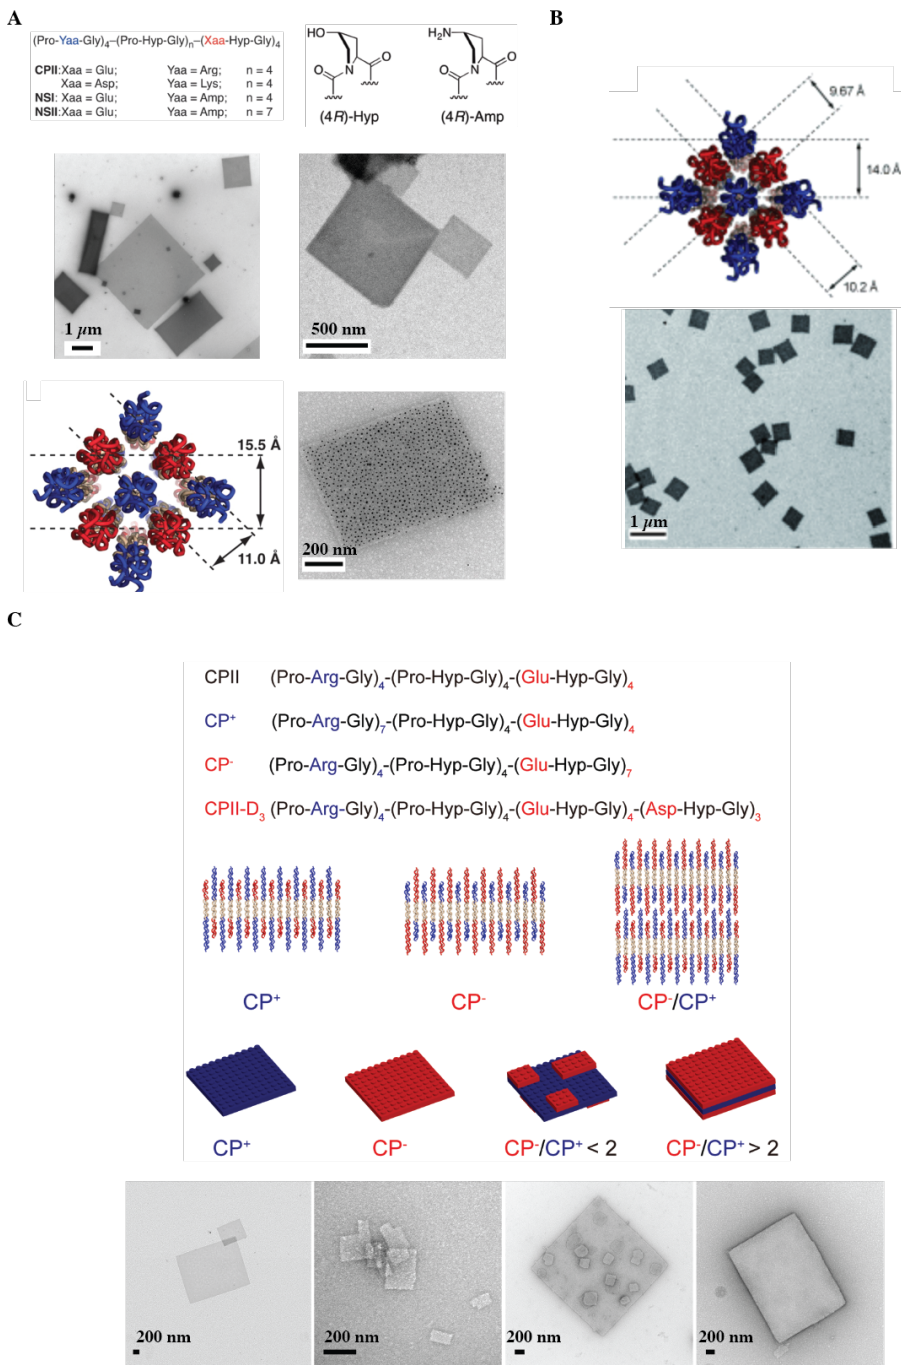 A
(Pro-Yaa-Gly)4–(Pro-Hyp-Gly)n–(Xaa-Hyp-Gly)4
CPII: Xaa = Glu; Yaa = Arg; n = 4
Xaa = Asp; Yaa = Lys; n = 4
NSI: Xaa = Glu; Yaa = Amp; n = 4
NSII: Xaa = Glu; Yaa = Amp; n = 7
HO
N
O
O
(4R)-Hyp
H2N
N
O
O
(4R)-Amp
1 µm
500 nm
15.5 Å
11.0 Å
200 nm
B
9.67 Å
14.0 Å
10.2 Å
1 µm
C
CPII (Pro-Arg-Gly)4-(Pro-Hyp-Gly)4-(Glu-Hyp-Gly)4
CP+ (Pro-Arg-Gly)7-(Pro-Hyp-Gly)4-(Glu-Hyp-Gly)4
CP- (Pro-Arg-Gly)4-(Pro-Hyp-Gly)4-(Glu-Hyp-Gly)7
CPII-D3 (Pro-Arg-Gly)4-(Pro-Hyp-Gly)4-(Glu-Hyp-Gly)4-(Asp-Hyp-Gly)3
CP+ CP- CP-/CP+
CP+ CP- CP-/CP+ < 2 CP-/CP+ > 2
200 nm 200 nm 200 nm 200 nm